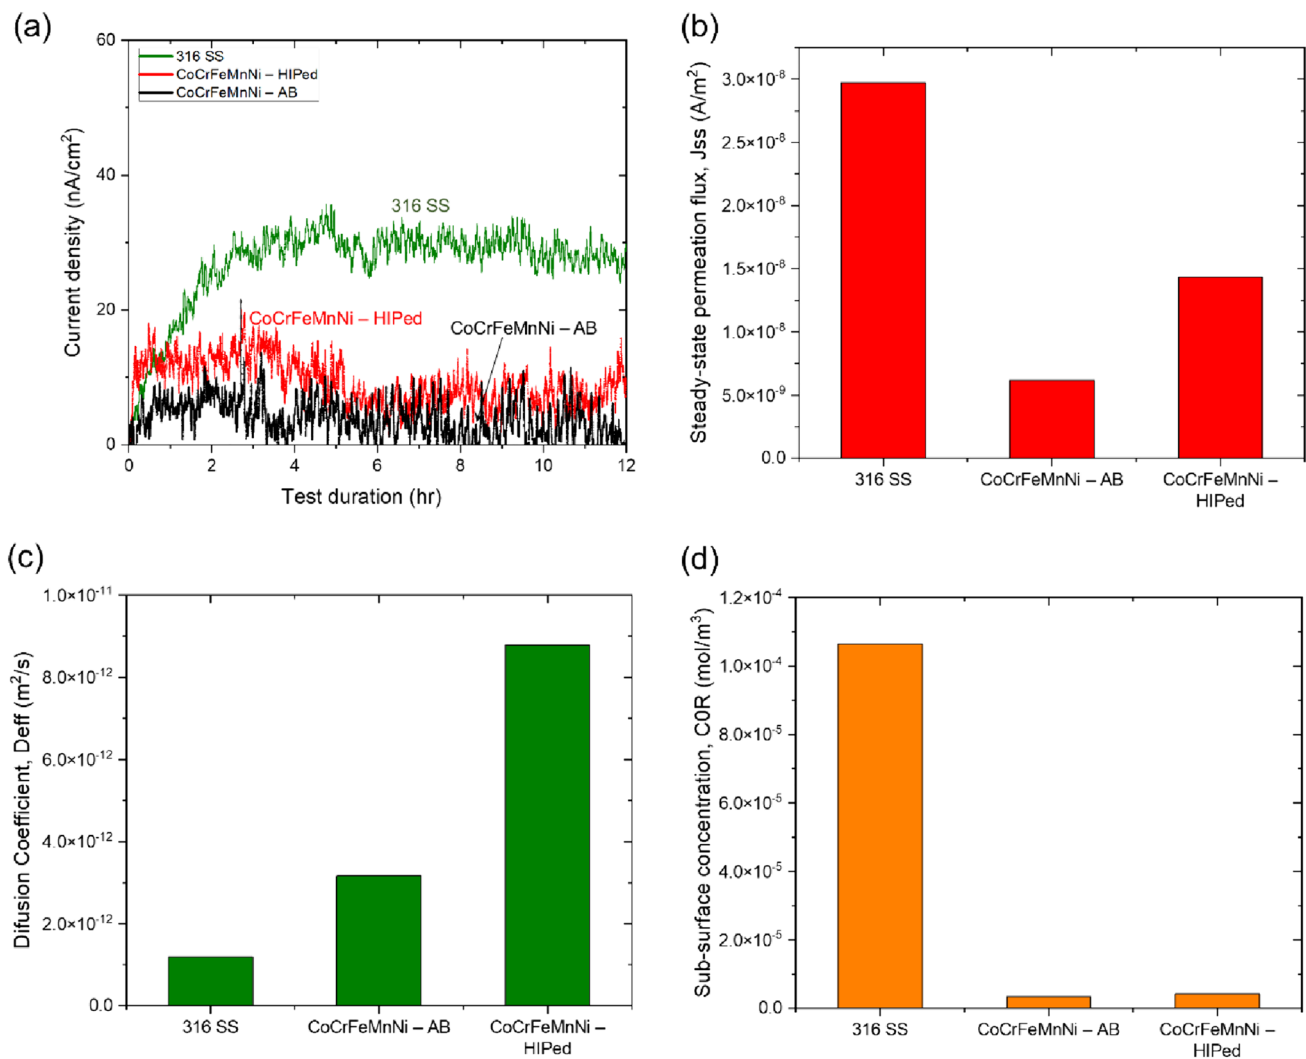 (a)
60
40
20
0
Current density (nA/cm²)
316 SS
CoCrFeMnNi – HIPed
CoCrFeMnNi – AB
316 SS
CoCrFeMnNi – HIPed
CoCrFeMnNi – AB
0 2 4 6 8 10 12
Test duration (hr)
(b)
Steady-state permeation flux, Jss (A/m²)
3.0×10⁻⁸
2.5×10⁻⁸
2.0×10⁻⁸
1.5×10⁻⁸
1.0×10⁻⁸
5.0×10⁻⁹
0.0
316 SS CoCrFeMnNi – AB CoCrFeMnNi –
HIPed
(c)
Difusion Coefficient, Deff (m²/s)
1.0×10⁻¹¹
8.0×10⁻¹²
6.0×10⁻¹²
4.0×10⁻¹²
2.0×10⁻¹²
0.0
316 SS CoCrFeMnNi – AB CoCrFeMnNi –
HIPed
(d)
Sub-surface concentration, C0R (mol/m³)
1.2×10⁻⁴
1.0×10⁻⁴
8.0×10⁻⁵
6.0×10⁻⁵
4.0×10⁻⁵
2.0×10⁻⁵
0.0
316 SS CoCrFeMnNi – AB CoCrFeMnNi –
HIPed